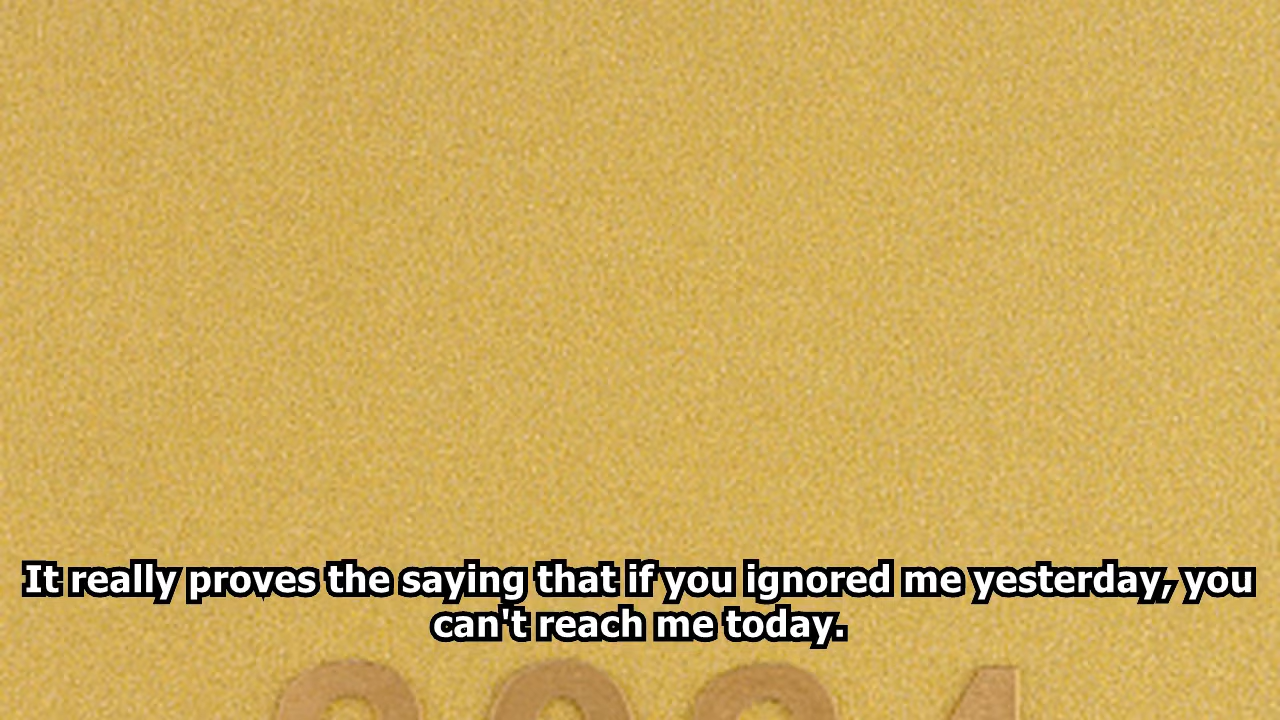 It really proves the saying that if you ignored me yesterday, you
can't reach me today.